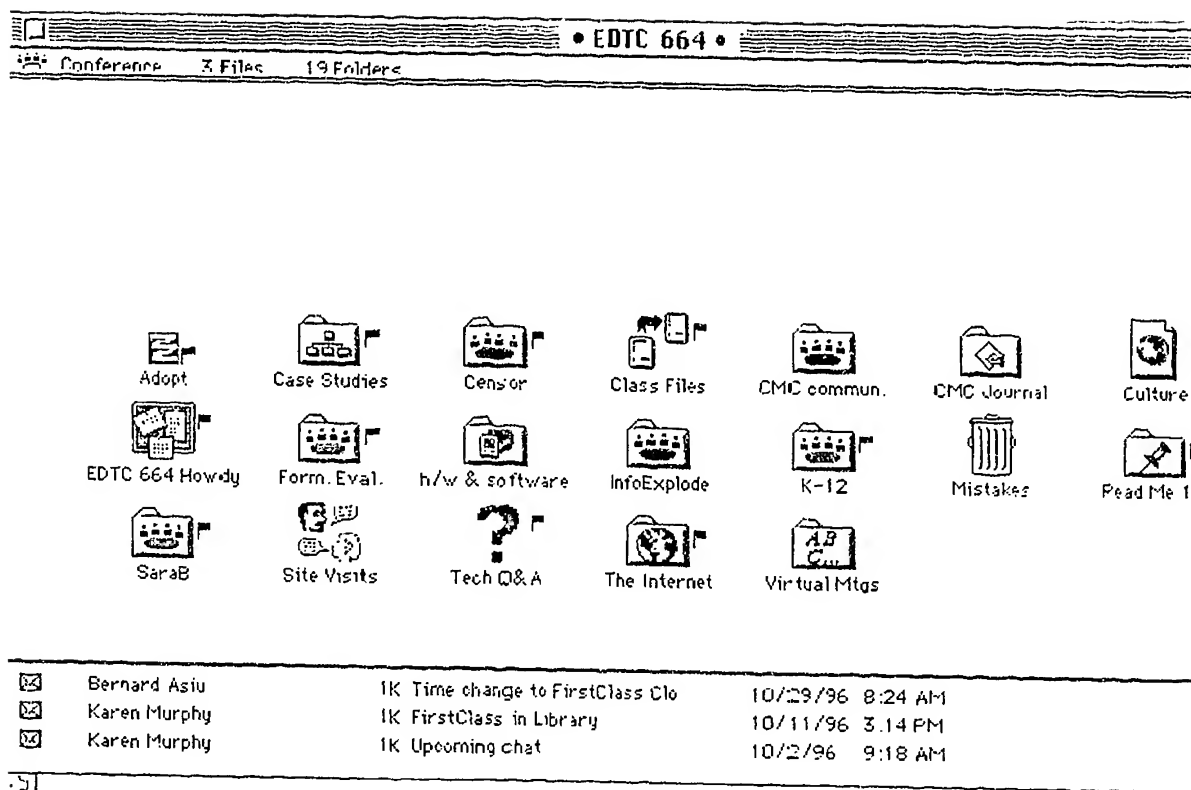 • EDTC 664 •
Conference 3 Files 19 Folders
Adopt Case Studies Censor Class Files CMC commun. CMC Journal Culture
EDTC 664 Howdy Form. Eval. h/w & software InfoExplode K-12 Mistakes Read Me 1
SaraB Site Visits Tech Q&A The Internet Virtual Mtgs
Bernard Asiu 1K Time change to FirstClass Clo 10/29/96 8:24 AM
Karen Murphy 1K FirstClass in Library 10/11/96 3:14 PM
Karen Murphy 1K Upcoming chat 10/2/96 9:18 AM